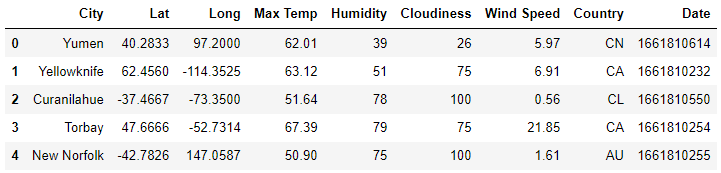 City Lat Long Max Temp Humidity Cloudiness Wind Speed Country Date
0 Yumen 40.2833 97.2000 62.01 39 26 5.97 CN 1661810614
1 Yellowknife 62.4560 -114.3525 63.12 51 75 6.91 CA 1661810232
2 Curanilahue -37.4667 -73.3500 51.64 78 100 0.56 CL 1661810550
3 Torbay 47.6666 -52.7314 67.39 79 75 21.85 CA 1661810254
4 New Norfolk -42.7826 147.0587 50.90 75 100 1.61 AU 1661810255